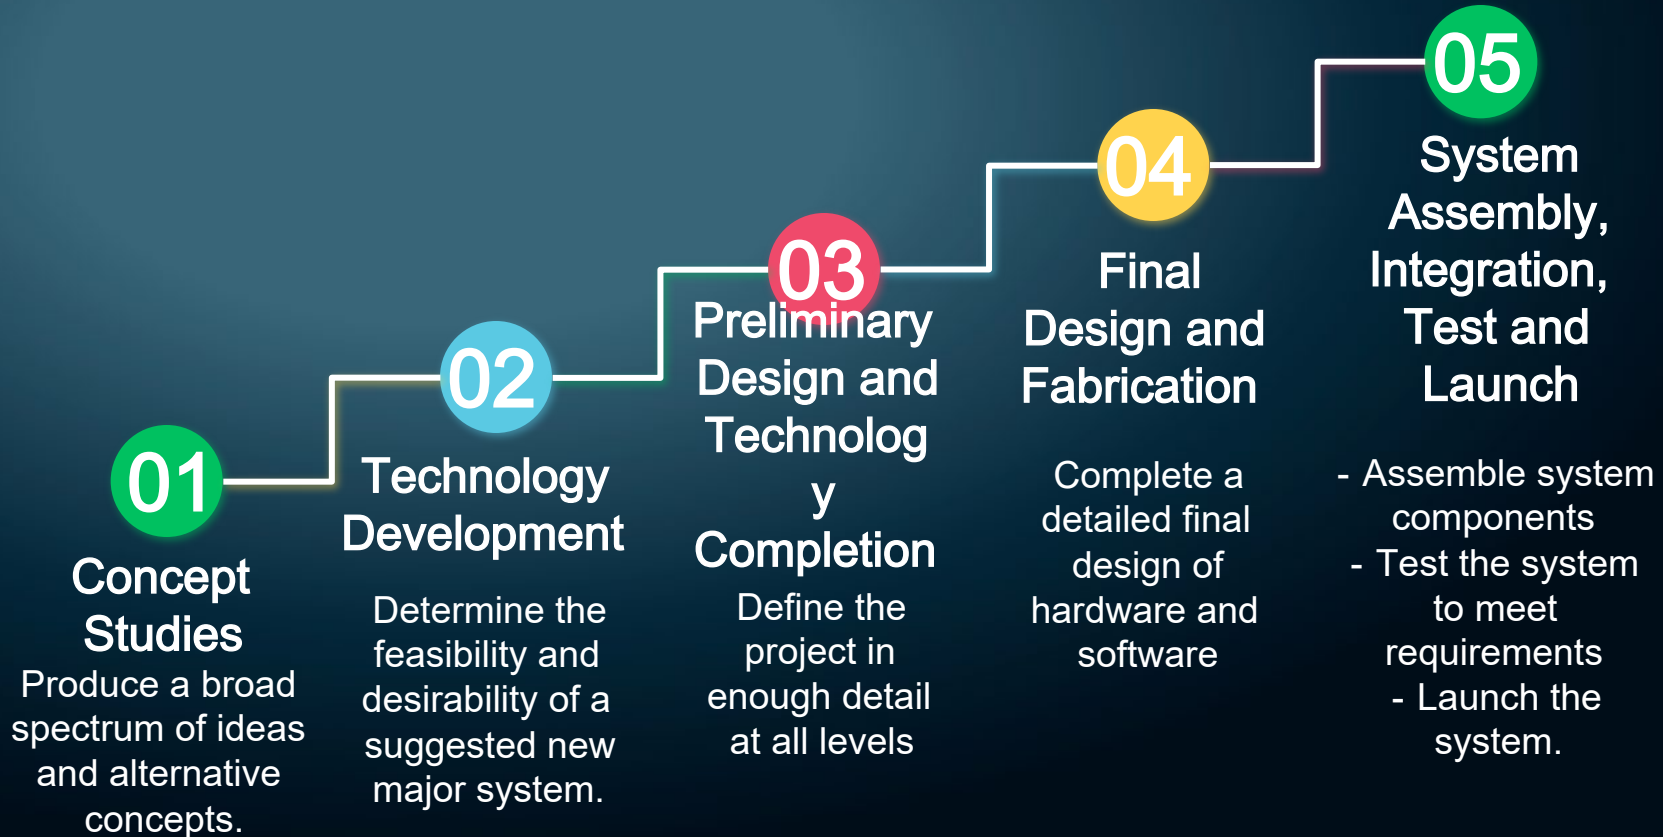 01
Concept
Studies
Produce a broad
spectrum of ideas
and alternative
concepts.
02
Technology
Development
Determine the
feasibility and
desirability of a
suggested new
major system.
03
Preliminary
Design and
Technolog
y
Completion
Define the
project in
enough detail
at all levels
04
Final
Design and
Fabrication
Complete a
detailed final
design of
hardware and
software
05
System
Assembly,
Integration,
Test and
Launch
- Assemble system
components
- Test the system
to meet
requirements
- Launch the
system.